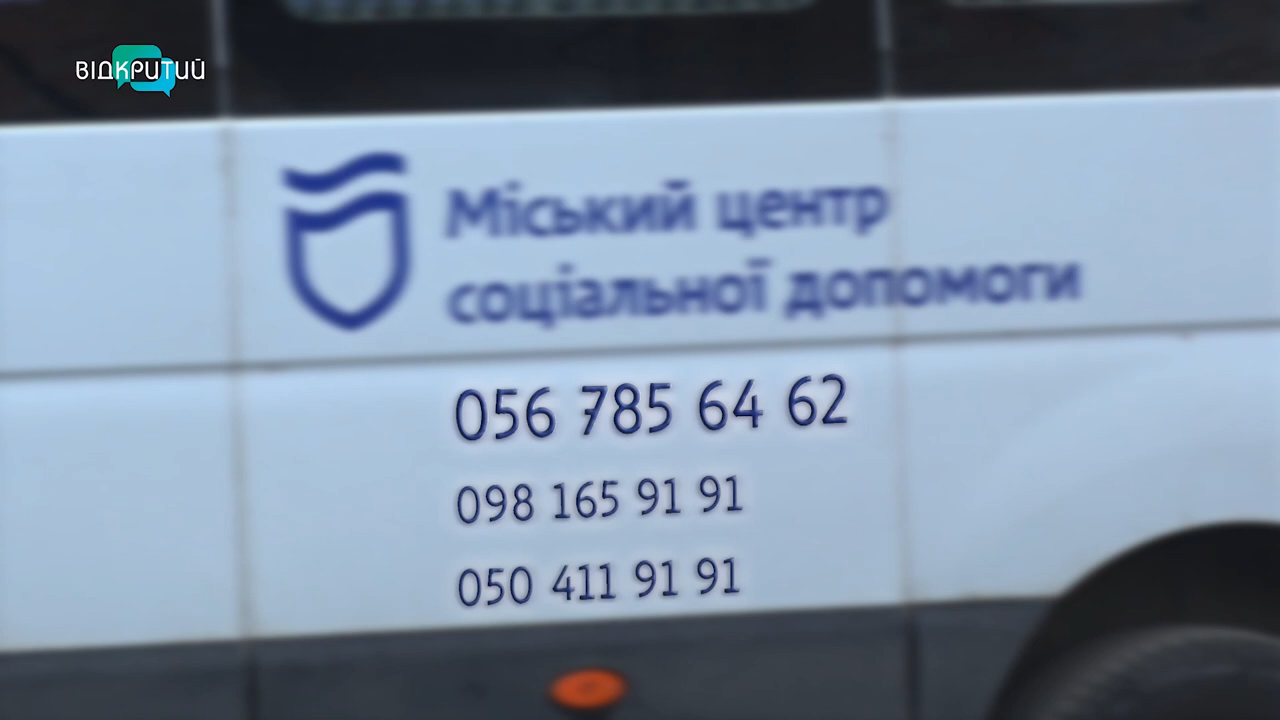 ВІДКРИТИЙ
Міський центр
соціальної допомоги
056 785 64 62
098 165 91 91
050 411 91 91